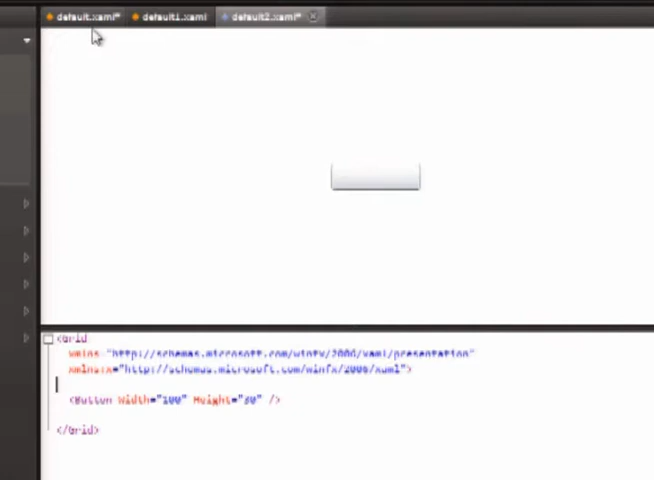 default.xaml* default1.xaml default2.xaml*
<Grid
xmlns="http://schemas.microsoft.com/winfx/2006/xaml/presentation"
xmlns:x="http://schemas.microsoft.com/winfx/2006/xaml">
<Button Width="100" Height="30" />
</Grid>